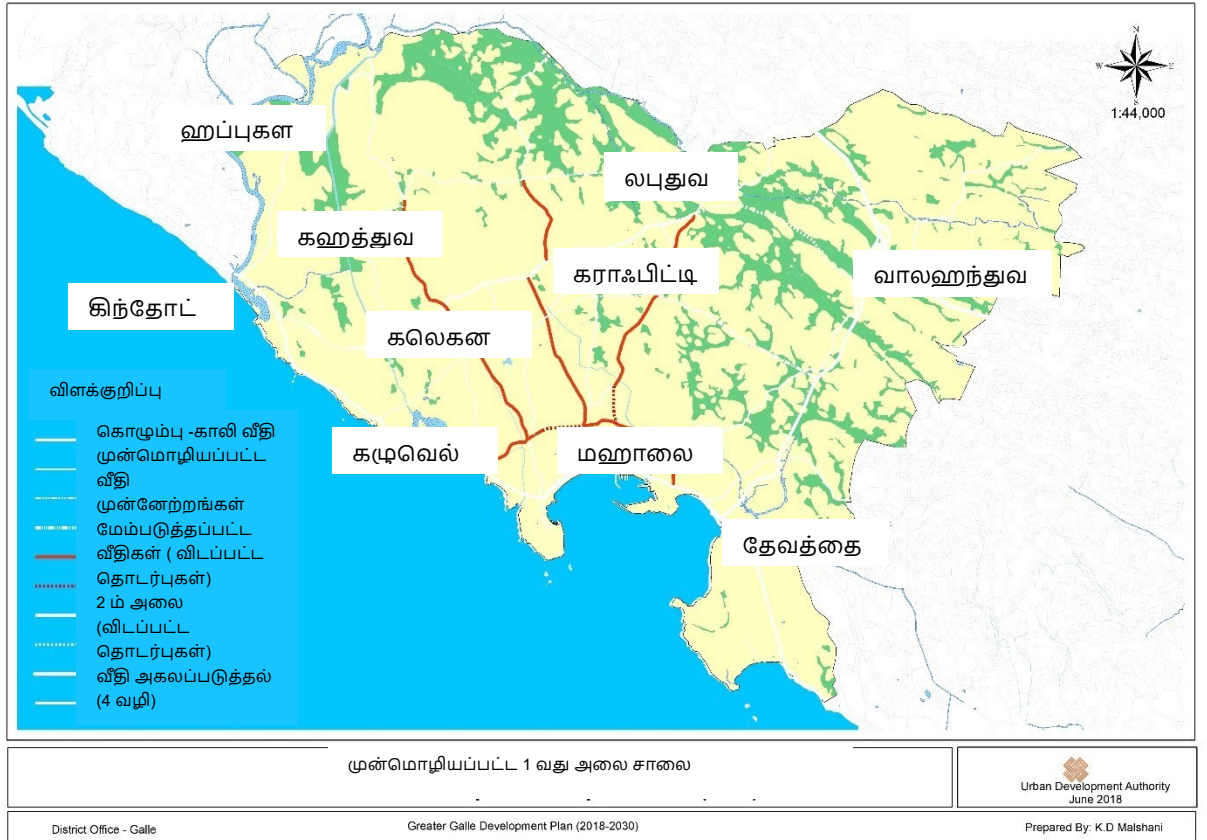 N
W
E
S
1:44,000
ஹப்புகள
லபுதுவ
கஹத்துவ
கராஃபிட்டி
வாலஹந்துவ
கிந்தோட்
கலெகன
கழுவெல்
மஹாலை
தேவத்தை
விளக்குறிப்பு
கொழும்பு -காலி வீதி
முன்மொழியப்பட்ட
வீதி
முன்னேற்றங்கள்
மேம்படுத்தப்பட்ட
வீதிகள் ( விடப்பட்ட
தொடர்புகள்)
2 ம் அலை
(விடப்பட்ட
தொடர்புகள்)
வீதி அகலப்படுத்தல்
(4 வழி)
முன்மொழியப்பட்ட 1 வது அலை சாலை
Urban Development Authority
June 2018
District Office - Galle
Greater Galle Development Plan (2018-2030)
Prepared By: K.D Malshani